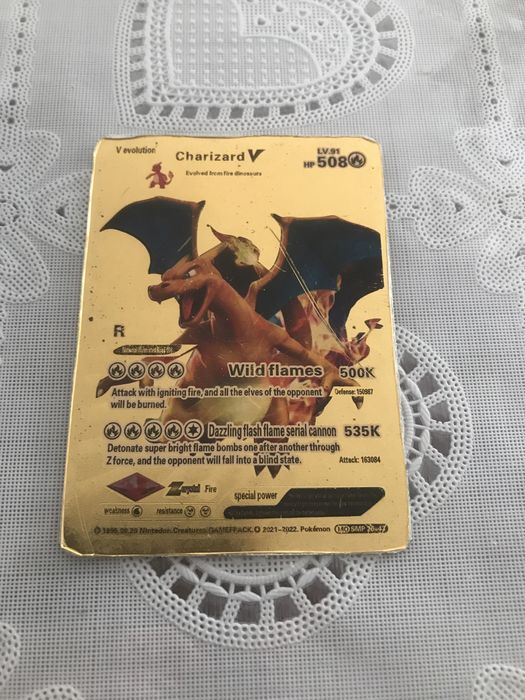 V evolution
Charizard V
LV.91
HP 508
Evolved from fire dinosaurs
R
Wild flames 500K
Attack with igniting fire, and all the elves of the opponent
will be burned.
Defense: 150987
Dazzling flash flame serial cannon 535K
Detonate super bright flame bombs one after another through
Z force, and the opponent will fall into a blind state.
Attack: 163084
Fire
special power
weakness
resistance
2021-2022. Pokémon